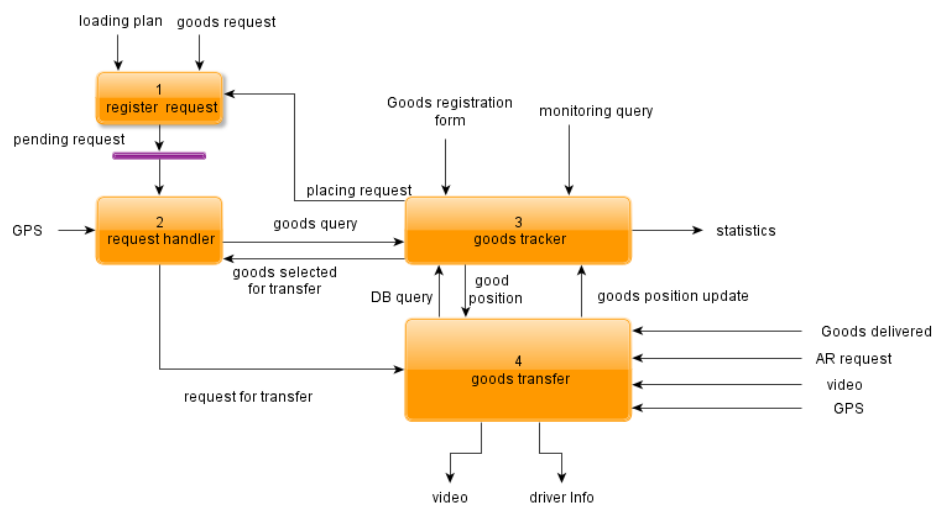 loading plan
goods request
1
register request
pending request
Goods registration
form
monitoring query
placing request
GPS
2
request handler
goods query
3
goods tracker
statistics
goods selected
for transfer
DB query
good
position
goods position update
4
goods transfer
Goods delivered
AR request
video
GPS
request for transfer
video
driver Info